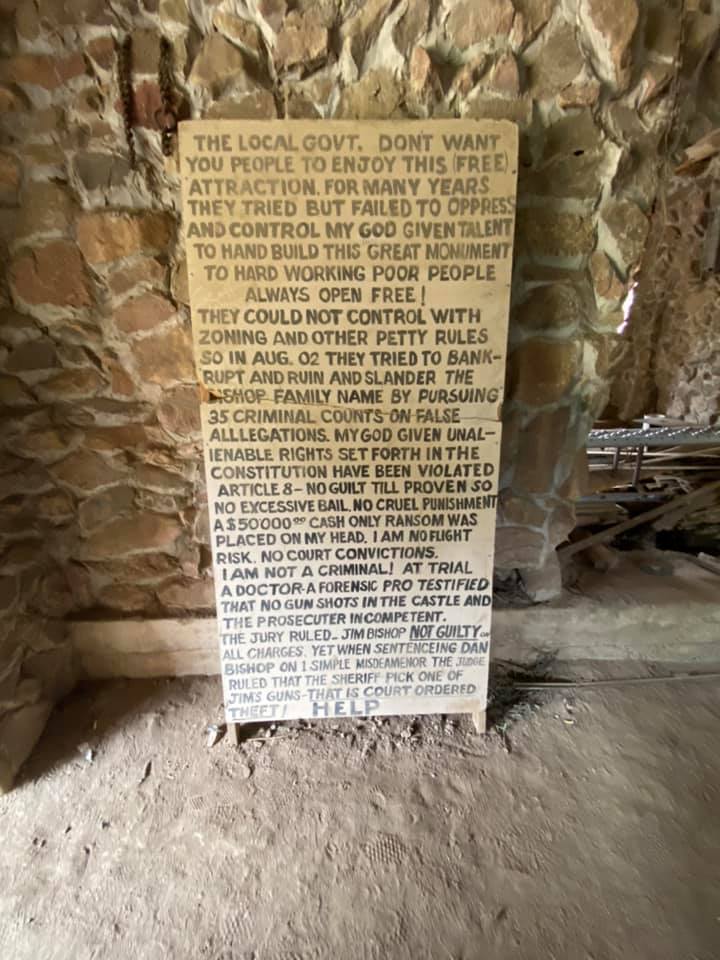 THE LOCAL GOVT. DON'T WANT
YOU PEOPLE TO ENJOY THIS (FREE)
ATTRACTION. FOR MANY YEARS
THEY TRIED BUT FAILED TO OPPRESS
AND CONTROL MY GOD GIVEN TALENT
TO HAND BUILD THIS GREAT MONUMENT
TO HARD WORKING POOR PEOPLE
ALWAYS OPEN FREE!
THEY COULD NOT CONTROL WITH
ZONING AND OTHER PETTY RULES
SO IN AUG. 02 THEY TRIED TO BANK-
RUPT AND RUIN AND SLANDER THE
BISHOP FAMILY NAME BY PURSUING
35 CRIMINAL COUNTS ON FALSE
ALLLEGATIONS. MY GOD GIVEN UNAL-
IENABLE RIGHTS SET FORTH IN THE
CONSTITUTION HAVE BEEN VIOLATED
ARTICLE 8- NO GUILT TILL PROVEN SO
NO EXCESSIVE BAIL. NO CRUEL PUNISHMENT
A $50'000⁰⁰ CASH ONLY RANSOM WAS
PLACED ON MY HEAD. I AM NO FLIGHT
RISK. NO COURT CONVICTIONS.
I AM NOT A CRIMINAL! AT TRIAL
A DOCTOR-A FORENSIC PRO TESTIFIED
THAT NO GUN SHOTS IN THE CASTLE AND
THE PROSECUTER INCOMPETENT.
THE JURY RULED- JIM BISHOP NOT GUILTY ON
ALL CHARGES. YET WHEN SENTENCEING DAN
BISHOP ON 1 SIMPLE MISDEAMENOR THE JUDGE
RULED THAT THE SHERIFF PICK ONE OF
JIM'S GUNS-THAT IS COURT ORDERED
THEFT! HELP